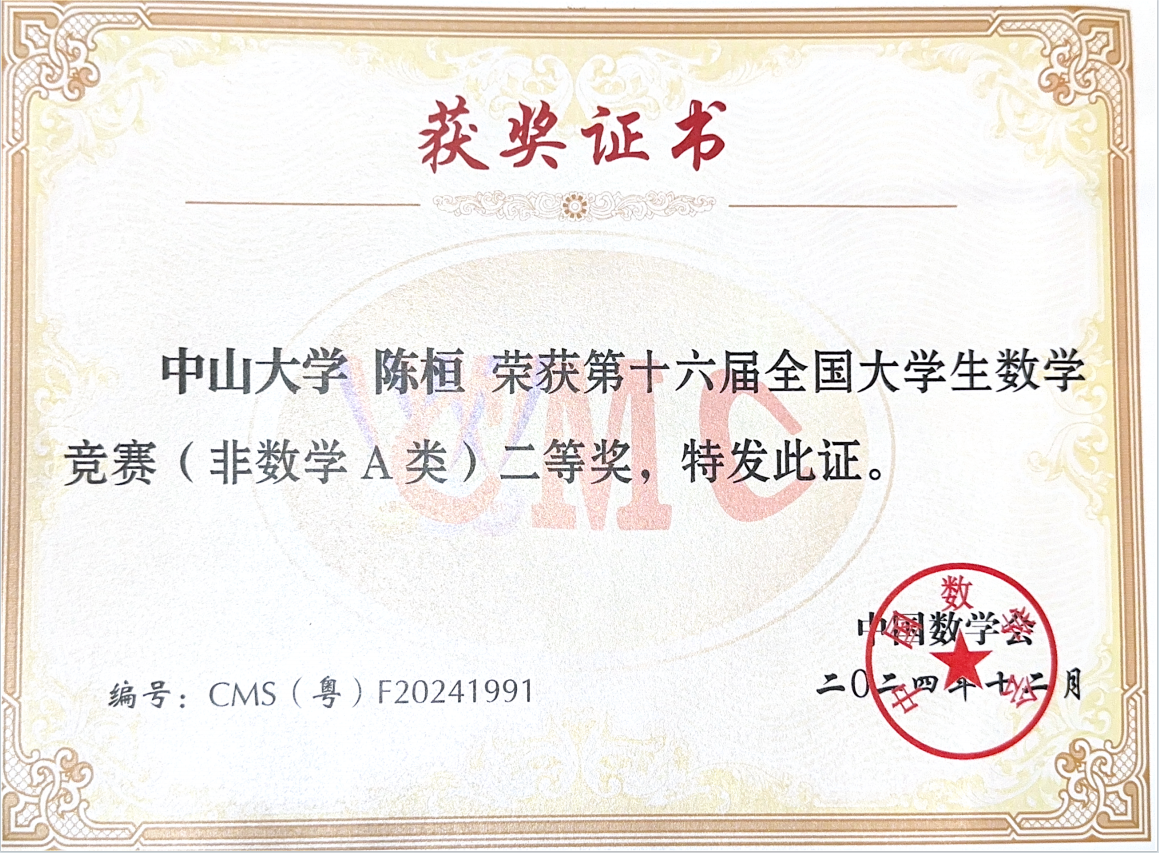 获奖证书
中山大学 陈桓 荣获第十六届全国大学生数学
竞赛（非数学 A 类）二等奖，特发此证。
CMC
中国数学会
中国数学会
二〇二四年十二月
编号：CMS（粤）F20241991